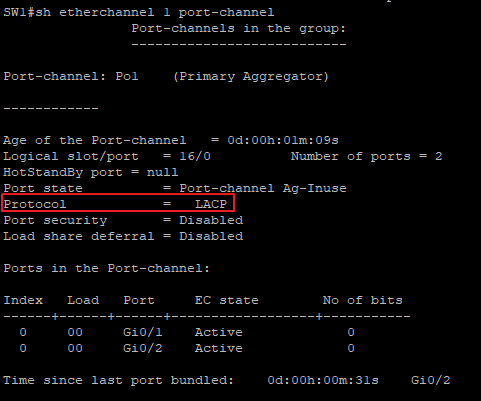 SW1#sh etherchannel 1 port-channel
Port-channels in the group:
---------------------------
Port-channel: Po1    (Primary Aggregator)
------------
Age of the Port-channel   = 0d:00h:01m:09s
Logical slot/port   = 16/0          Number of ports = 2
HotStandBy port = null
Port state          = Port-channel Ag-Inuse
Protocol            =   LACP
Port security       = Disabled
Load share deferral = Disabled
Ports in the Port-channel:
Index   Load   Port     EC state        No of bits
------+------+------+------------------+-----------
  0     00     Gi0/1    Active             0
  0     00     Gi0/2    Active             0
Time since last port bundled:    0d:00h:00m:31s    Gi0/2